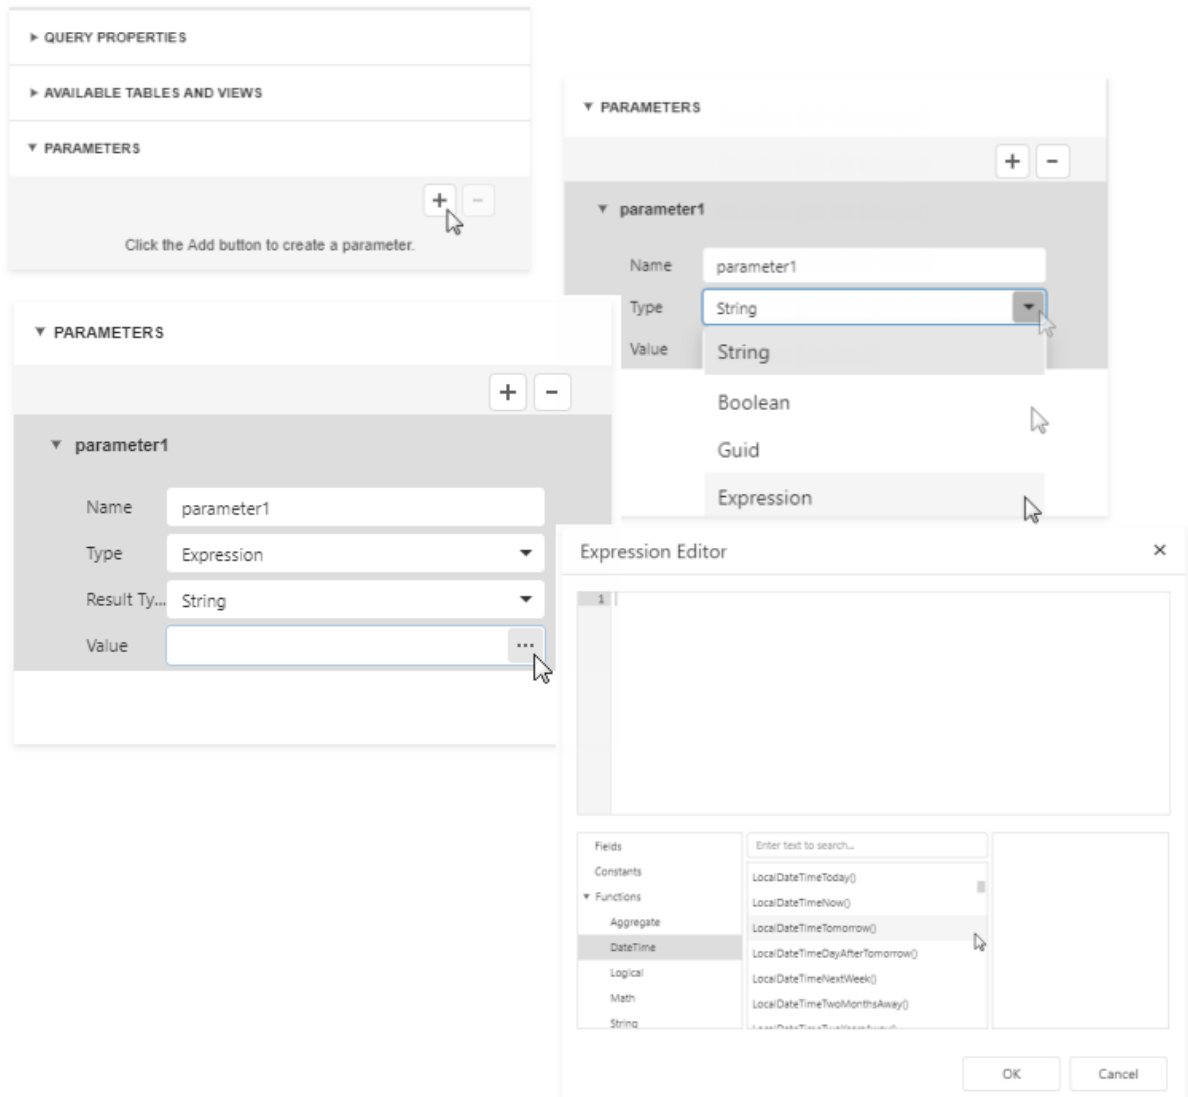 QUERY PROPERTIES
AVAILABLE TABLES AND VIEWS
PARAMETERS
+ -
Click the Add button to create a parameter.
PARAMETERS
+ -
parameter1
Name parameter1
Type String
Value
String
Boolean
Guid
Expression
PARAMETERS
+ -
parameter1
Name parameter1
Type Expression
Result Ty... String
Value ...
Expression Editor ×
1
Fields
Constants
Functions
Aggregate
DateTime
Logical
Math
String
Enter text to search...
LocalDateTimeToday()
LocalDateTimeNow()
LocalDateTimeTomorrow()
LocalDateTimeDayAfterTomorrow()
LocalDateTimeNextWeek()
LocalDateTimeTwoMonthsAway()
OK Cancel